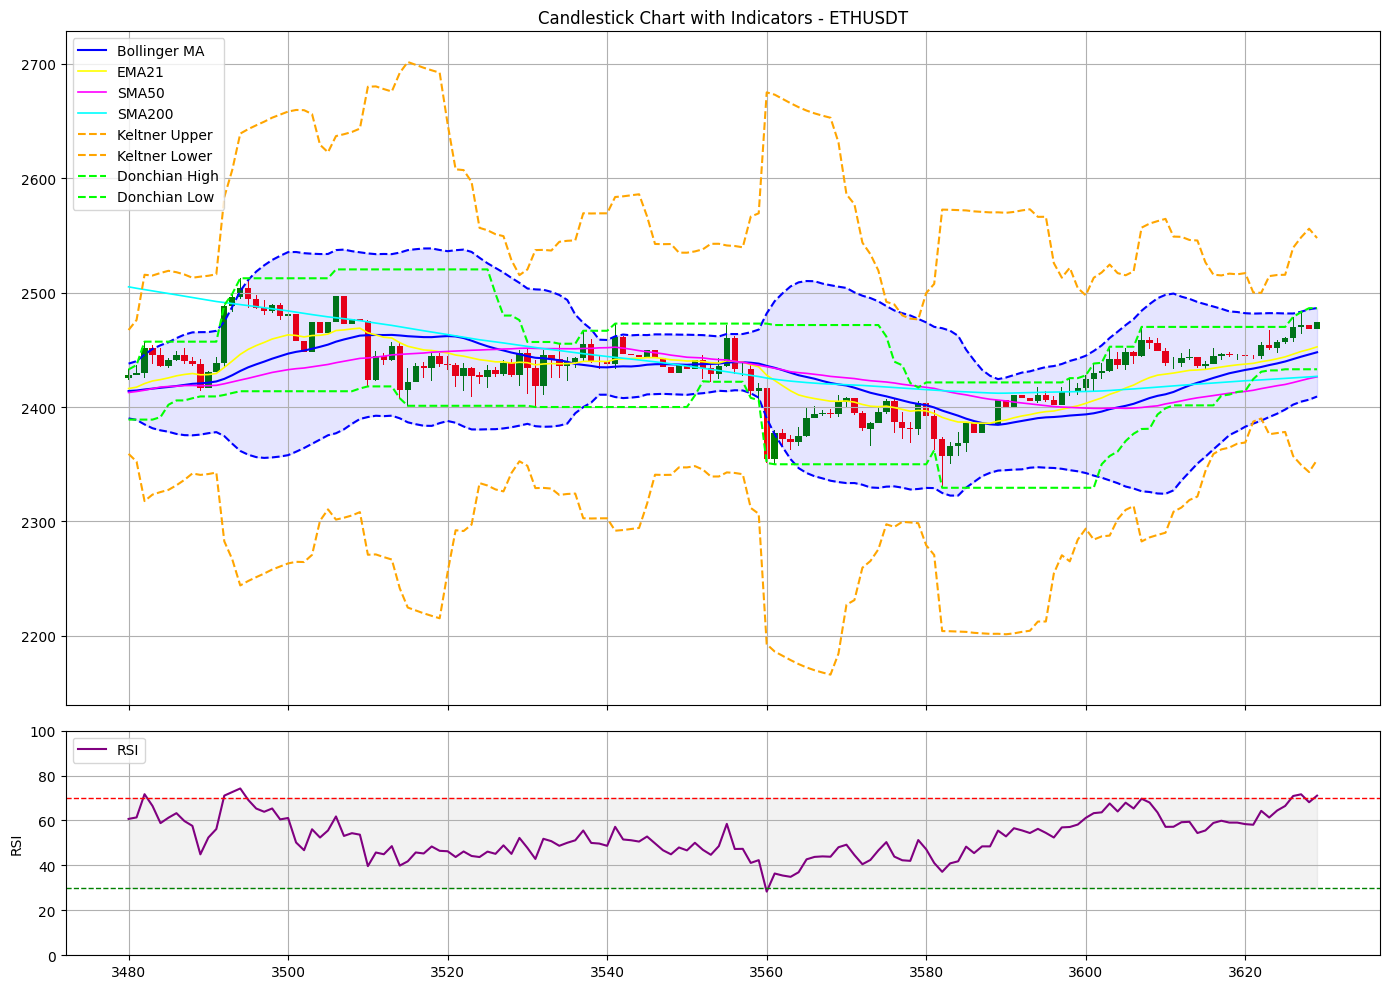 Candlestick Chart with Indicators - ETHUSDT
Bollinger MA
EMA21
SMA50
SMA200
Keltner Upper
Keltner Lower
Donchian High
Donchian Low
2700
2600
2500
2400
2300
2200
RSI
100
80
60
40
20
0
RSI
3480
3500
3520
3540
3560
3580
3600
3620